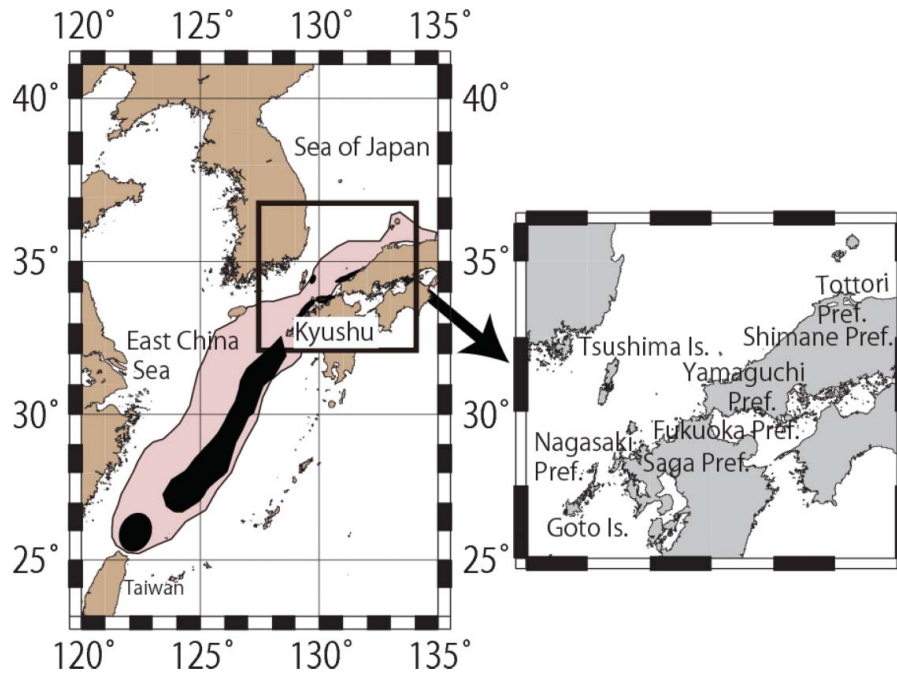 120° 125° 130° 135°
40°
35°
30°
25°
Sea of Japan
East China
Sea
Kyushu
Taiwan
120° 125° 130° 135°
40°
35°
30°
25°
Tottori
Pref.
Shimane Pref.
Tsushima Is.
Yamaguchi
Pref.
Fukuoka Pref.
Nagasaki
Pref.
Saga Pref.
Goto Is.